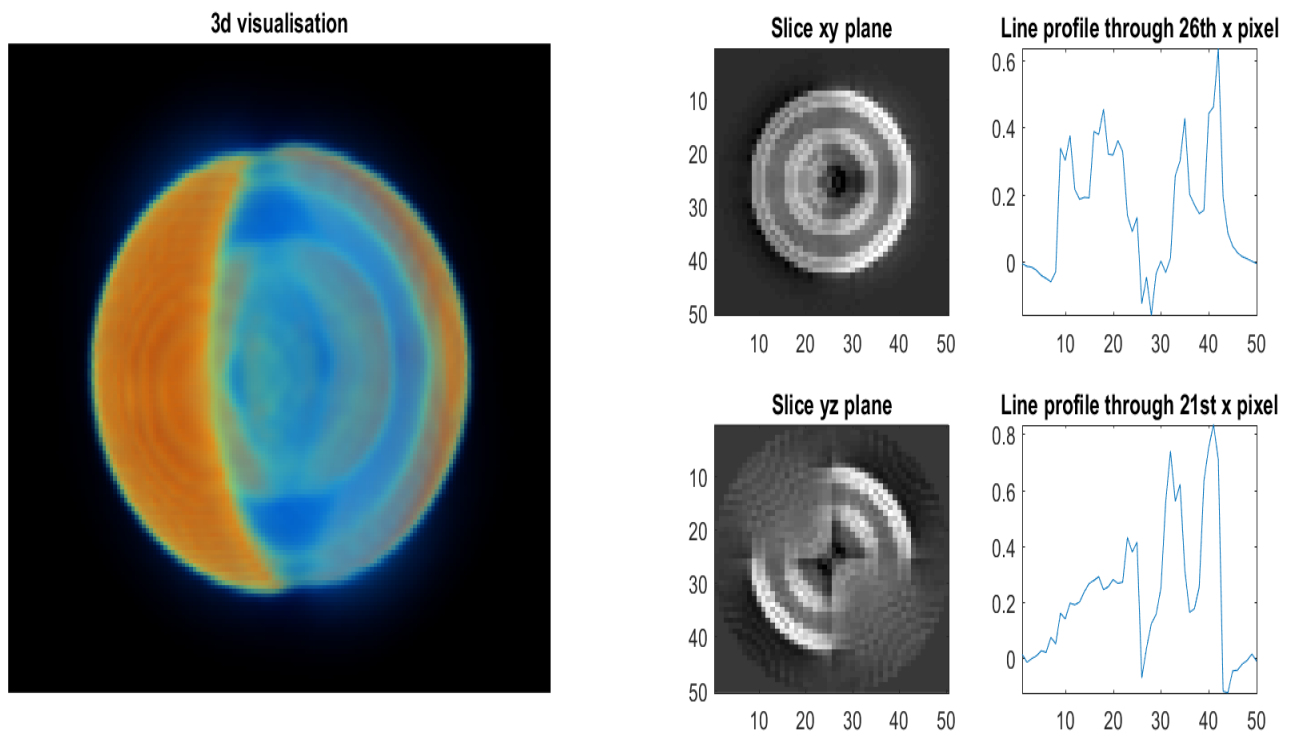 3d visualisation
Slice xy plane
10
20
30
40
50
10 20 30 40 50
Line profile through 26th x pixel
0.6
0.4
0.2
0
10 20 30 40 50
Slice yz plane
10
20
30
40
50
10 20 30 40 50
Line profile through 21st x pixel
0.8
0.6
0.4
0.2
0
10 20 30 40 50